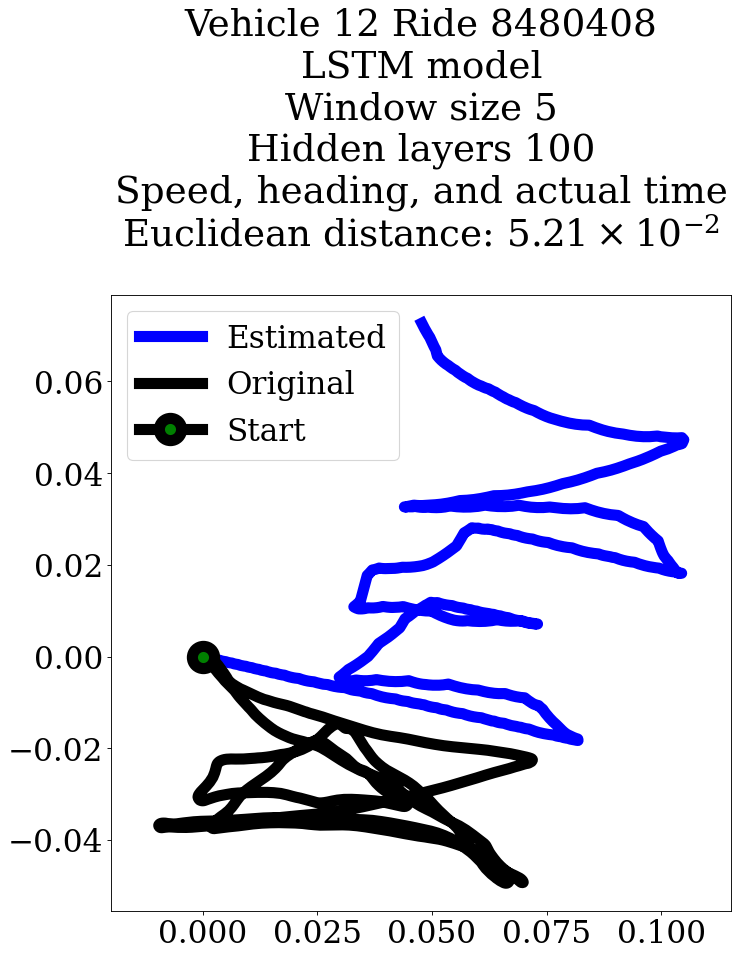 Vehicle 12 Ride 8480408
LSTM model
Window size 5
Hidden layers 100
Speed, heading, and actual time
Euclidean distance: 5.21 × 10⁻²
Estimated
Original
Start
0.06
0.04
0.02
0.00
−0.02
−0.04
0.000 0.025 0.050 0.075 0.100